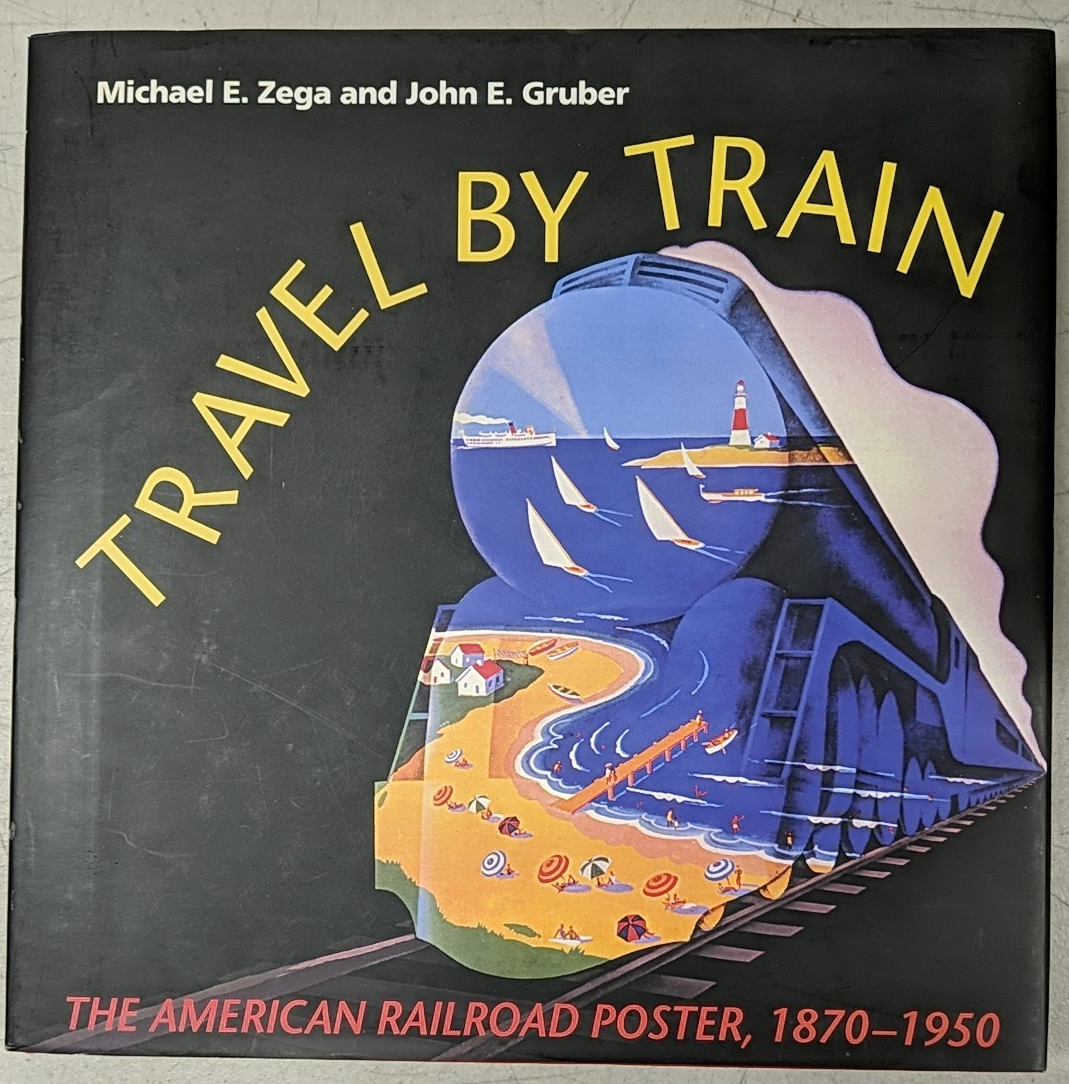 Michael E. Zega and John E. Gruber
TRAVEL BY TRAIN
THE AMERICAN RAILROAD POSTER, 1870–1950